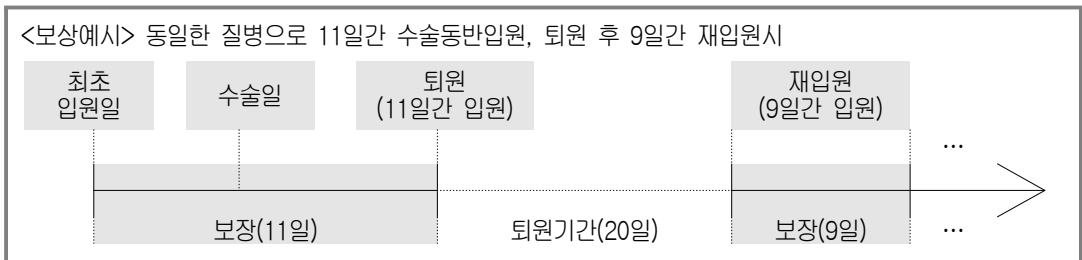 <보상예시> 동일한 질병으로 11일간 수술동반입원, 퇴원 후 9일간 재입원시
최초
입원일
수술일
퇴원
(11일간 입원)
재입원
(9일간 입원)
…
보장(11일)
퇴원기간(20일)
보장(9일)
…